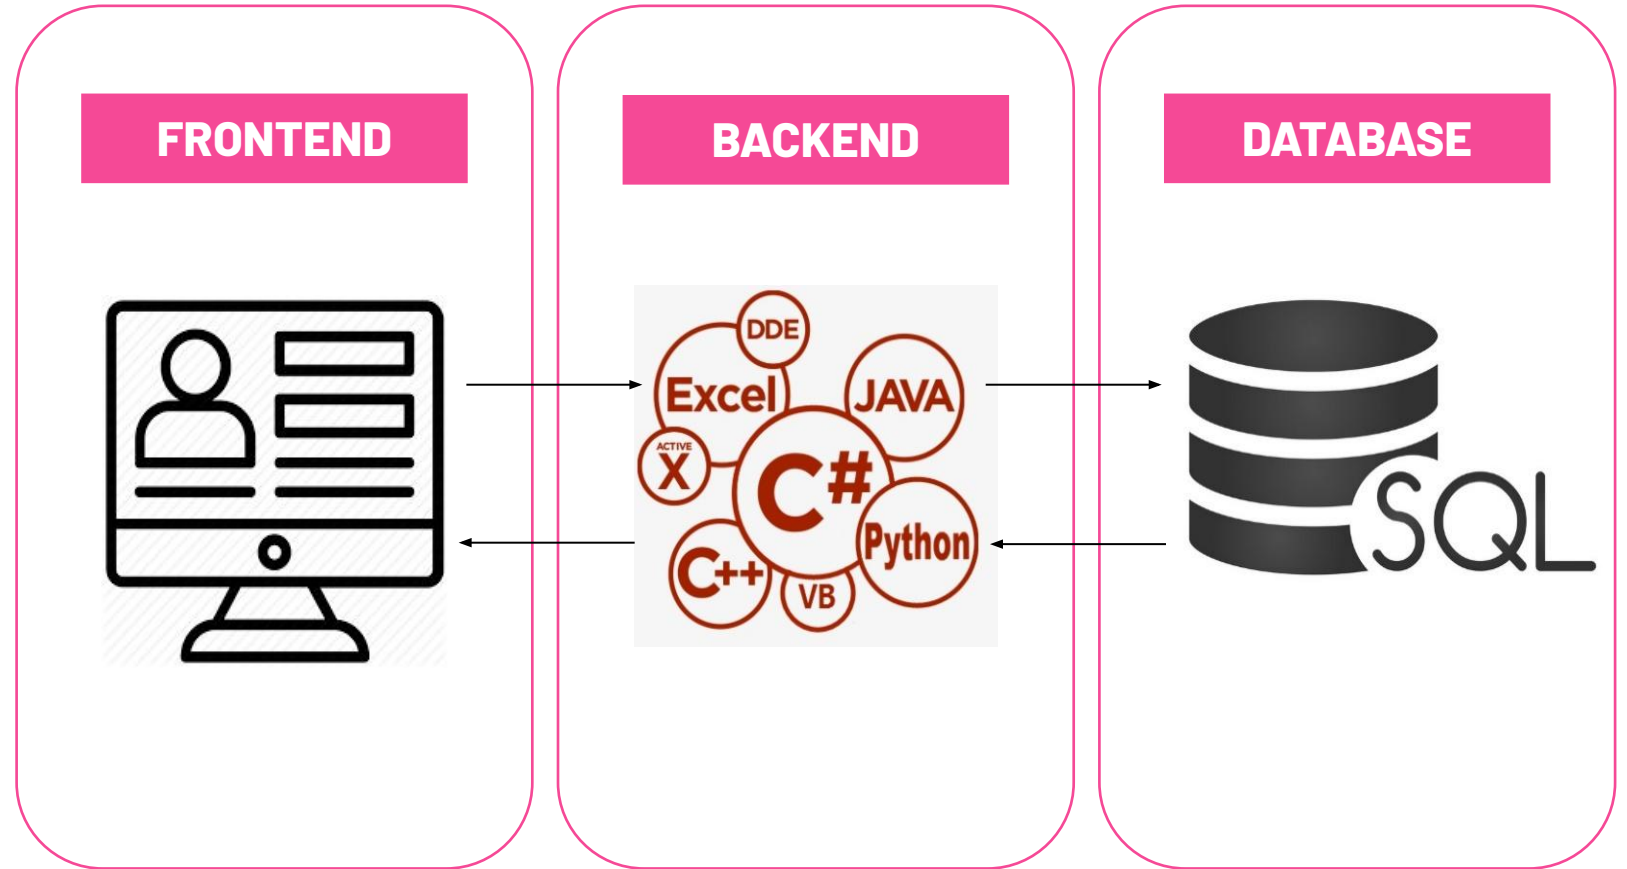 FRONTEND
BACKEND
DATABASE
DDE
Excel
JAVA
ACTIVE
X
C#
Python
C++
VB
SQL